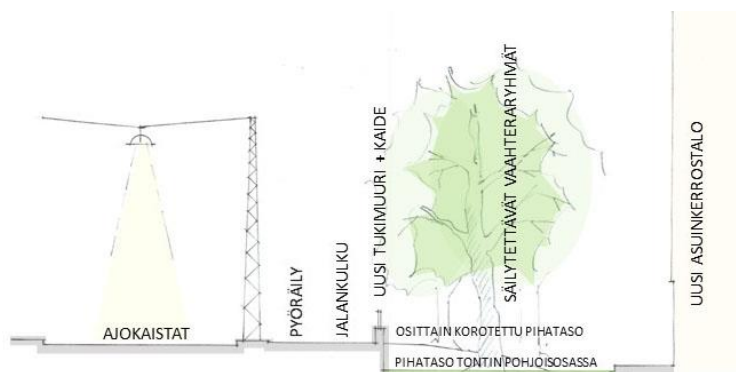 AJOKAISTAT
PYÖRÄILY
JALANKULKU
UUSI TUKIMUURI + KAIDE
SÄILYTETTÄVÄT VAAHTERARYHMÄT
OSITTAIN KOROTETTU PIHATASO
PIHATASO TONTIN POHJOISOSASSA
UUSI ASUINKERROSTALO